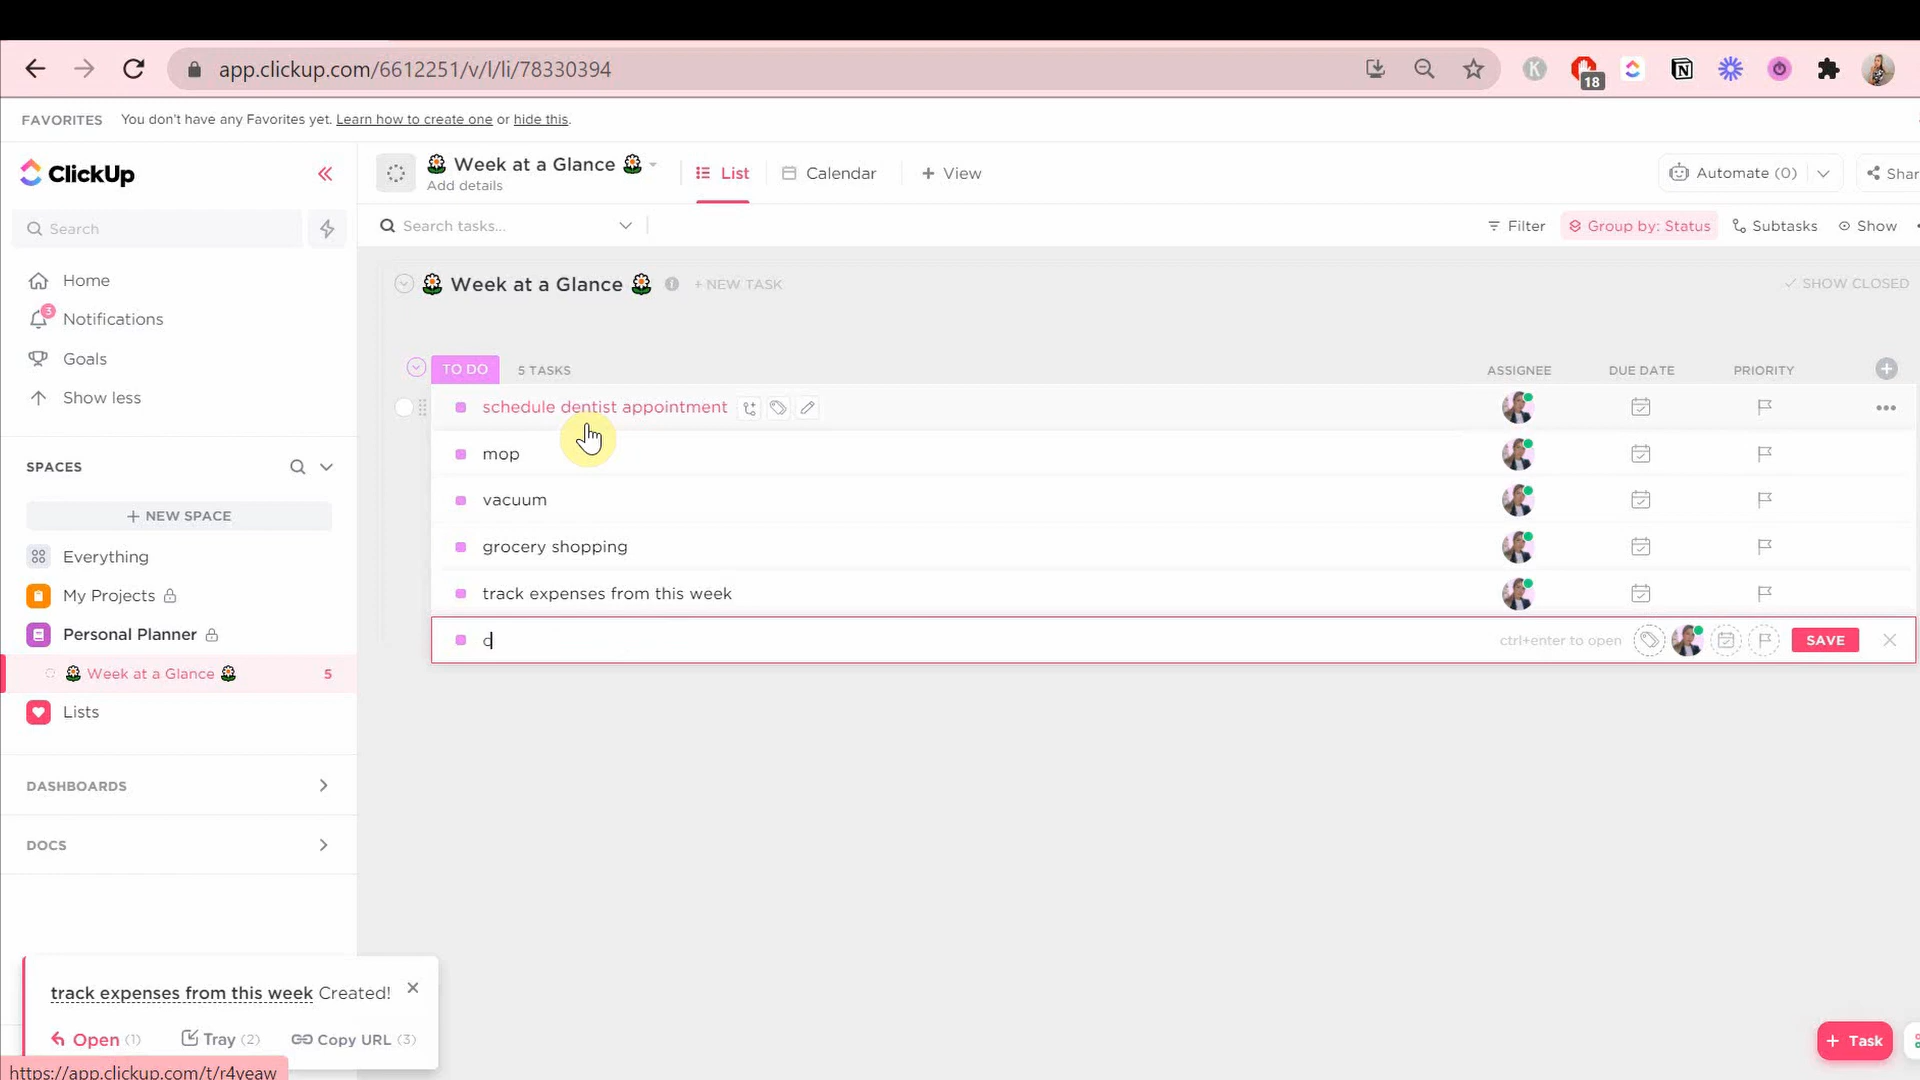 app.clickup.com/6612251/v/l/li/78330394
K
18
FAVORITES You don't have any Favorites yet. Learn how to create one or hide this.
ClickUp
Week at a Glance
Add details
List
Calendar
+ View
Automate (0)
Shar
Search
Search tasks...
Filter
Group by: Status
Subtasks
Show
Home
3
Notifications
Goals
Show less
Week at a Glance
+ NEW TASK
SHOW CLOSED
TO DO 5 TASKS ASSIGNEE DUE DATE PRIORITY
schedule dentist appointment
mop
vacuum
grocery shopping
track expenses from this week
c ctrl+enter to open SAVE
SPACES
+ NEW SPACE
Everything
My Projects
Personal Planner
Week at a Glance 5
Lists
DASHBOARDS
DOCS
track expenses from this week Created!
Open (1) Tray (2) Copy URL (3)
https://app.clickup.com/t/r4yeaw
+ Task